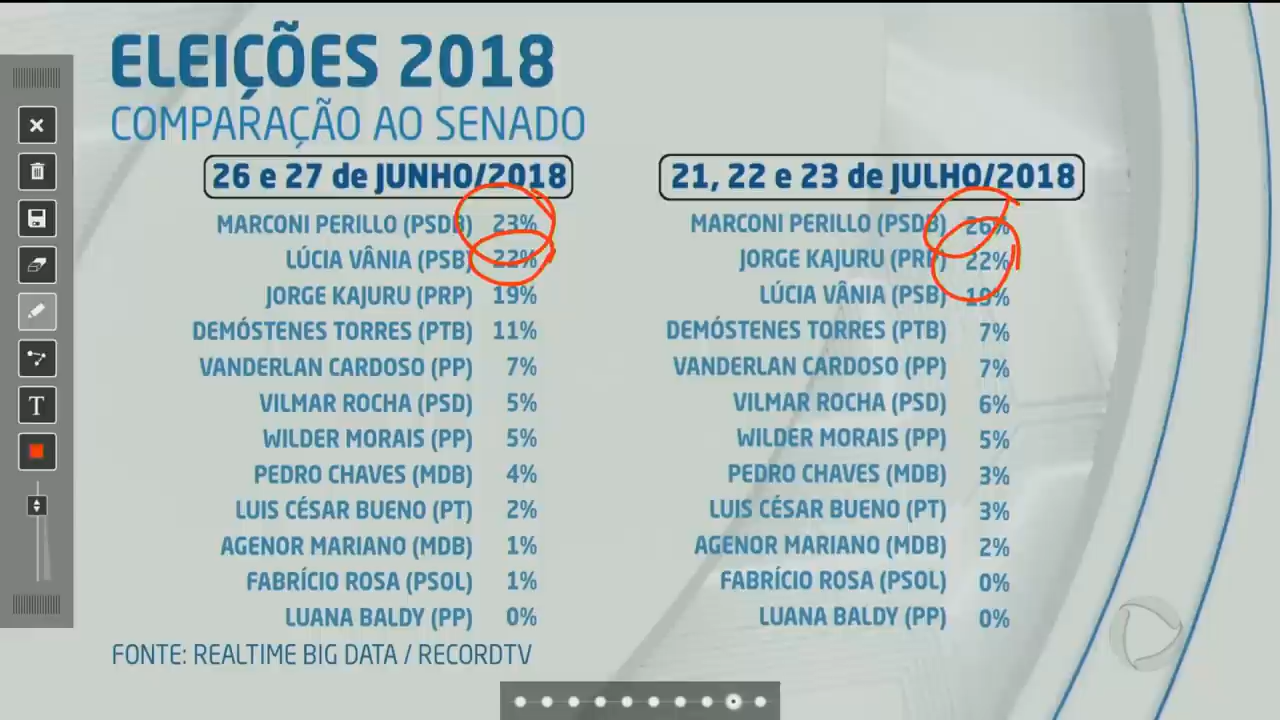 ELEIÇÕES 2018
COMPARAÇÃO AO SENADO
26 e 27 de JUNHO/2018
MARCONI PERILLO (PSDB) 23%
LÚCIA VÂNIA (PSB) 22%
JORGE KAJURU (PRP) 19%
DEMÓSTENES TORRES (PTB) 11%
VANDERLAN CARDOSO (PP) 7%
VILMAR ROCHA (PSD) 5%
WILDER MORAIS (PP) 5%
PEDRO CHAVES (MDB) 4%
LUIS CÉSAR BUENO (PT) 2%
AGENOR MARIANO (MDB) 1%
FABRÍCIO ROSA (PSOL) 1%
LUANA BALDY (PP) 0%
21, 22 e 23 de JULHO/2018
MARCONI PERILLO (PSDB) 26%
JORGE KAJURU (PRP) 22%
LÚCIA VÂNIA (PSB) 19%
DEMÓSTENES TORRES (PTB) 7%
VANDERLAN CARDOSO (PP) 7%
VILMAR ROCHA (PSD) 6%
WILDER MORAIS (PP) 5%
PEDRO CHAVES (MDB) 3%
LUIS CÉSAR BUENO (PT) 3%
AGENOR MARIANO (MDB) 2%
FABRÍCIO ROSA (PSOL) 0%
LUANA BALDY (PP) 0%
FONTE: REALTIME BIG DATA / RECORDTV
T